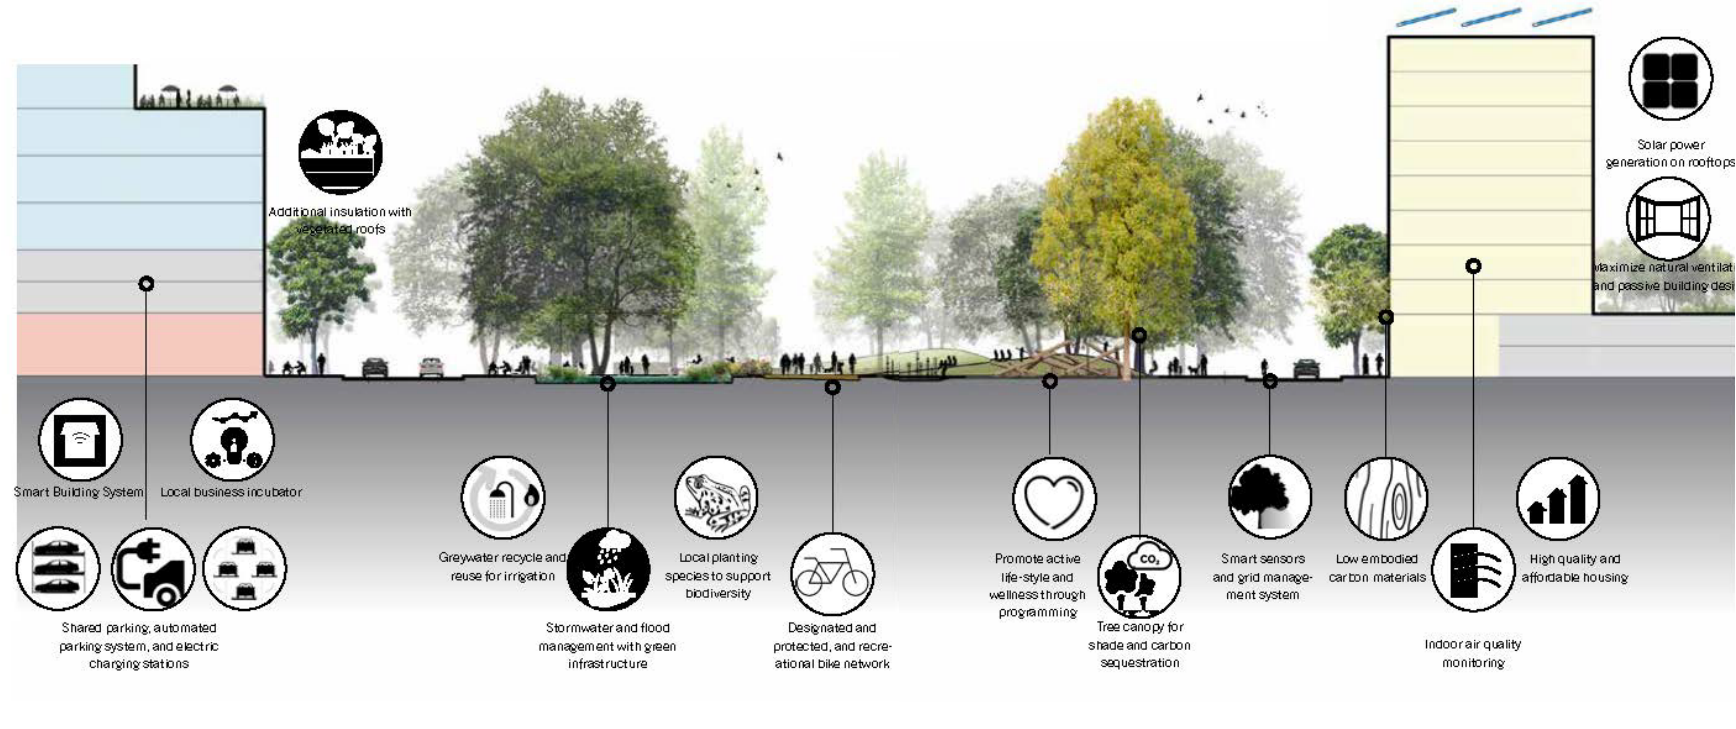 Solar power
generation on rooftops
Additional insulation with
vegetated roofs
Maximize natural ventilat
and passive building desi
Smart Building System
Local business incubator
Shared parking, automated
parking system, and electric
charging stations
Greywater recycle and
reuse for irrigation
Stormwater and flood
management with green
infrastructure
Local planting
species to support
biodiversity
Designated and
protected, and recre-
ational bike network
Promote active
life-style and
wellness through
programming
CO₂
Tree canopy for
shade and carbon
sequestration
Smart sensors
and grid manage-
ment system
Low embodied
carbon materials
Indoor air quality
monitoring
High quality and
affordable housing